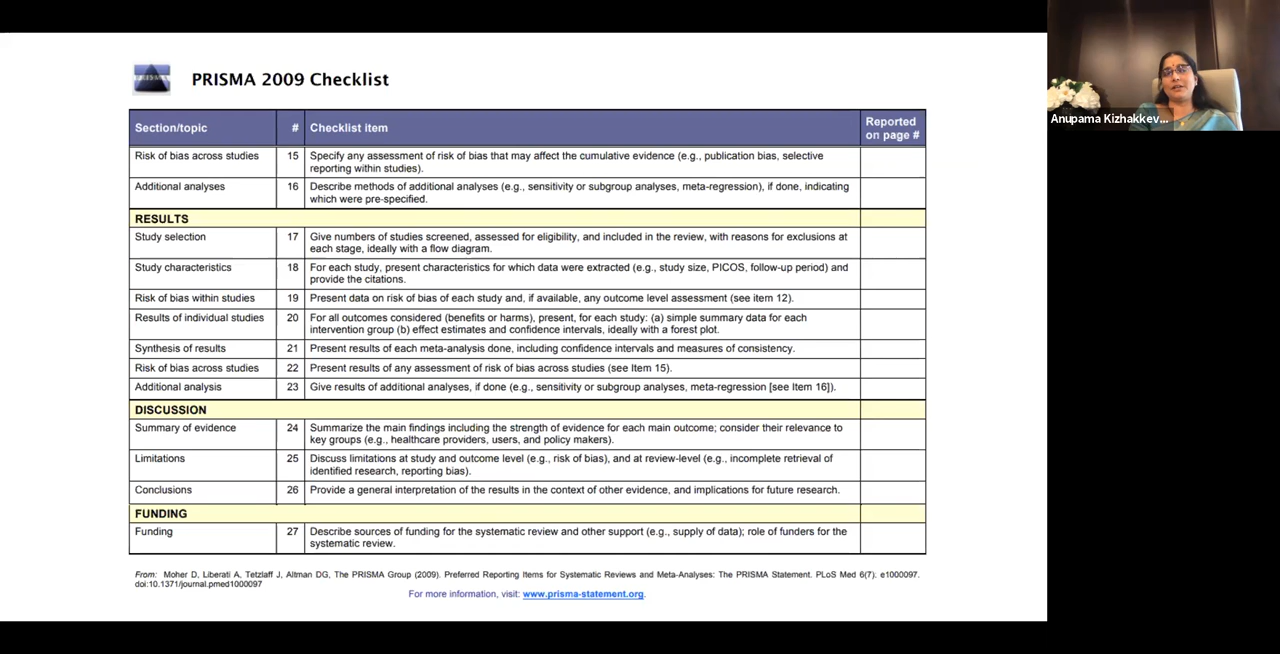 PRISMA 2009 Checklist
Section/topic # Checklist item Reported
on page #
Risk of bias across studies 15 Specify any assessment of risk of bias that may affect the cumulative evidence (e.g., publication bias, selective
reporting within studies).
Additional analyses 16 Describe methods of additional analyses (e.g., sensitivity or subgroup analyses, meta-regression), if done, indicating
which were pre-specified.
RESULTS
Study selection 17 Give numbers of studies screened, assessed for eligibility, and included in the review, with reasons for exclusions at
each stage, ideally with a flow diagram.
Study characteristics 18 For each study, present characteristics for which data were extracted (e.g., study size, PICOS, follow-up period) and
provide the citations.
Risk of bias within studies 19 Present data on risk of bias of each study and, if available, any outcome level assessment (see item 12).
Results of individual studies 20 For all outcomes considered (benefits or harms), present, for each study: (a) simple summary data for each
intervention group (b) effect estimates and confidence intervals, ideally with a forest plot.
Synthesis of results 21 Present results of each meta-analysis done, including confidence intervals and measures of consistency.
Risk of bias across studies 22 Present results of any assessment of risk of bias across studies (see Item 15).
Additional analysis 23 Give results of additional analyses, if done (e.g., sensitivity or subgroup analyses, meta-regression [see Item 16]).
DISCUSSION
Summary of evidence 24 Summarize the main findings including the strength of evidence for each main outcome; consider their relevance to
key groups (e.g., healthcare providers, users, and policy makers).
Limitations 25 Discuss limitations at study and outcome level (e.g., risk of bias), and at review-level (e.g., incomplete retrieval of
identified research, reporting bias).
Conclusions 26 Provide a general interpretation of the results in the context of other evidence, and implications for future research.
FUNDING
Funding 27 Describe sources of funding for the systematic review and other support (e.g., supply of data); role of funders for the
systematic review.
From: Moher D, Liberati A, Tetzlaff J, Altman DG, The PRISMA Group (2009). Preferred Reporting Items for Systematic Reviews and Meta-Analyses: The PRISMA Statement. PLoS Med 6(7): e1000097.
doi:10.1371/journal.pmed1000097
For more information, visit: www.prisma-statement.org.
Anupama Kizhakkev...